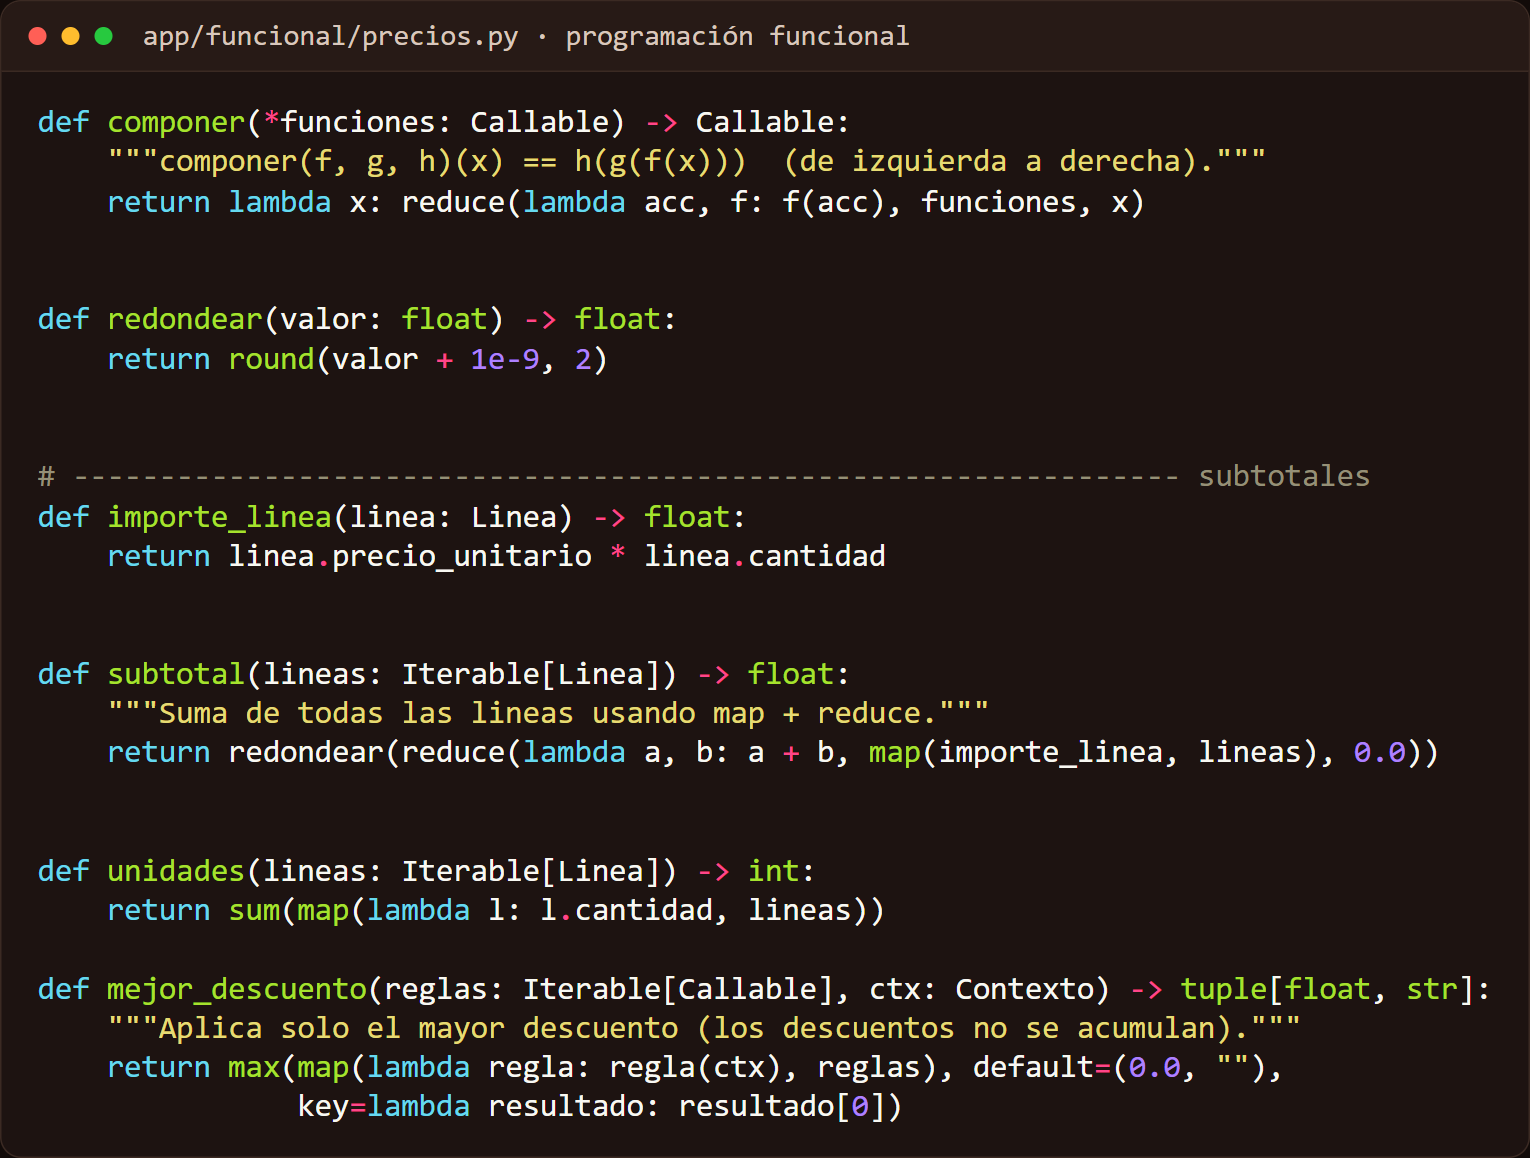 app/funcional/precios.py · programación funcional
def componer(*funciones: Callable) -> Callable:
    """componer(f, g, h)(x) == h(g(f(x)))  (de izquierda a derecha)."""
    return lambda x: reduce(lambda acc, f: f(acc), funciones, x)
def redondear(valor: float) -> float:
    return round(valor + 1e-9, 2)
# ---------------------------------------------------------------- subtotales
def importe_linea(linea: Linea) -> float:
    return linea.precio_unitario * linea.cantidad
def subtotal(lineas: Iterable[Linea]) -> float:
    """Suma de todas las lineas usando map + reduce."""
    return redondear(reduce(lambda a, b: a + b, map(importe_linea, lineas), 0.0))
def unidades(lineas: Iterable[Linea]) -> int:
    return sum(map(lambda l: l.cantidad, lineas))
def mejor_descuento(reglas: Iterable[Callable], ctx: Contexto) -> tuple[float, str]:
    """Aplica solo el mayor descuento (los descuentos no se acumulan)."""
    return max(map(lambda regla: regla(ctx), reglas), default=(0.0, ""),
               key=lambda resultado: resultado[0])